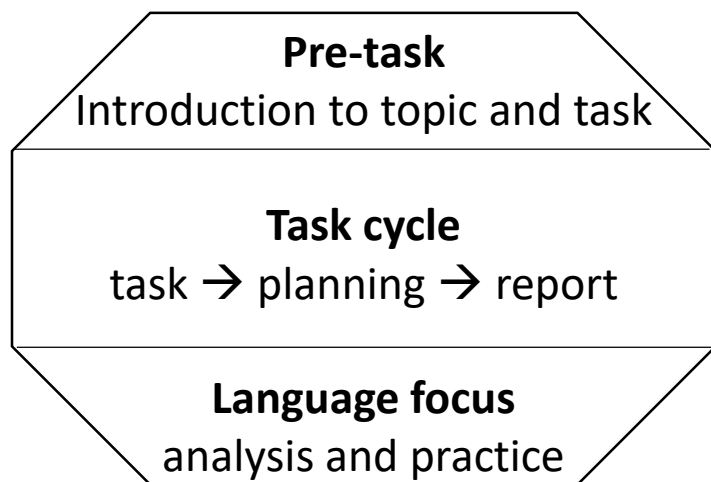 Pre-task
Introduction to topic and task
Task cycle
task → planning → report
Language focus
analysis and practice